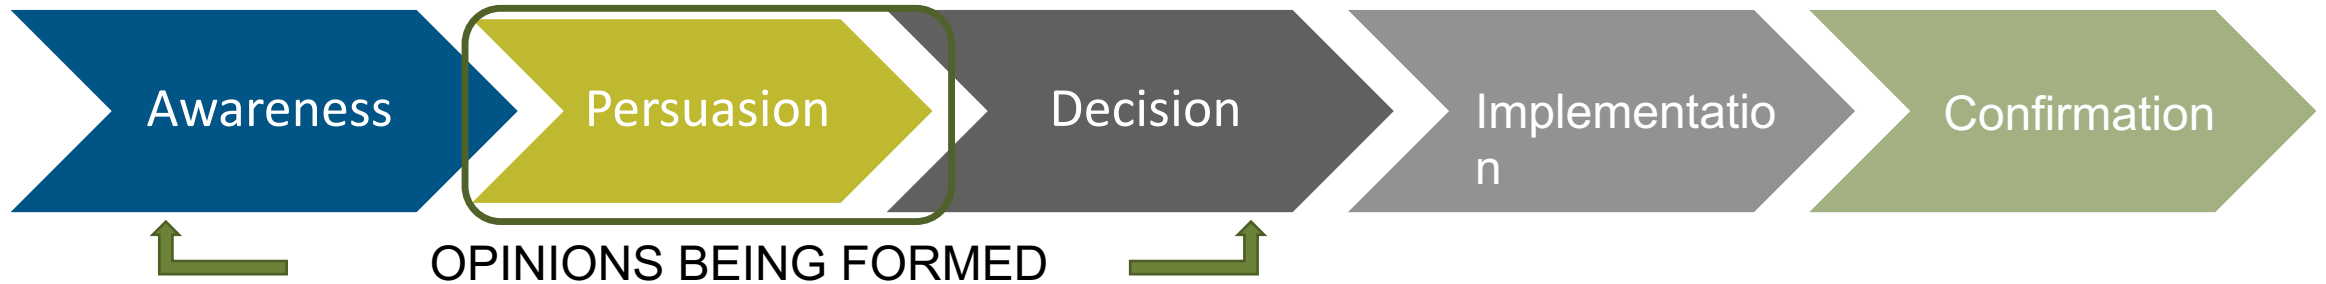 Awareness
Persuasion
Decision
Implementatio
n
Confirmation
OPINIONS BEING FORMED